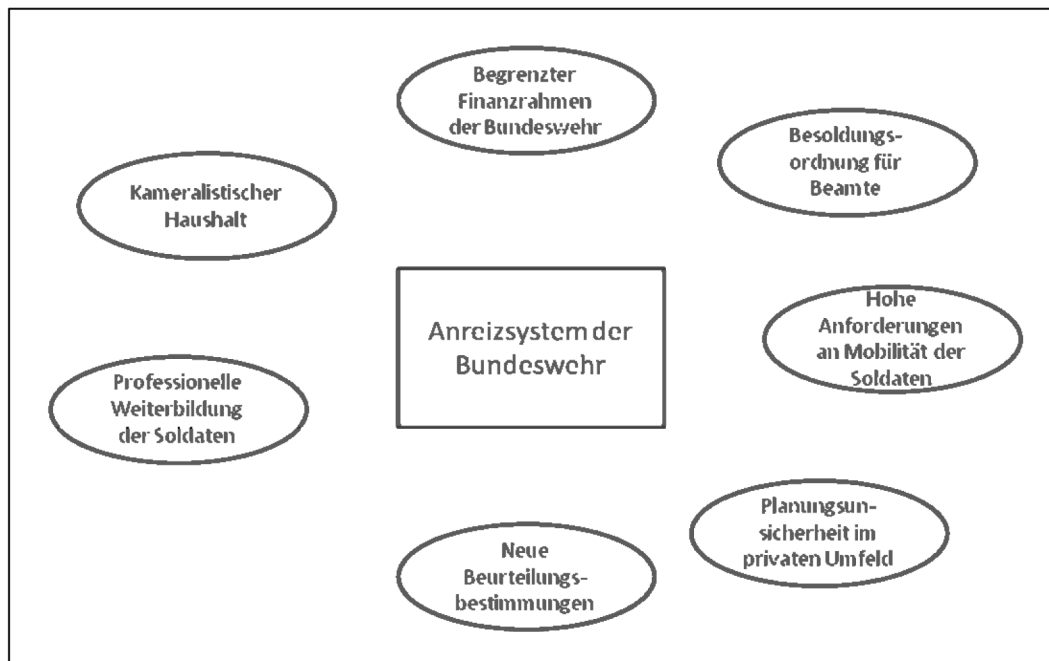 Begrenzter
Finanzrahmen
der Bundeswehr
Besoldungs-
ordnung für
Beamte
Kameralistischer
Haushalt
Anreizsystem der
Bundeswehr
Hohe
Anforderungen
an Mobilität der
Soldaten
Professionelle
Weiterbildung
der Soldaten
Planungsun-
sicherheit im
privaten Umfeld
Neue
Beurteilungs-
bestimmungen